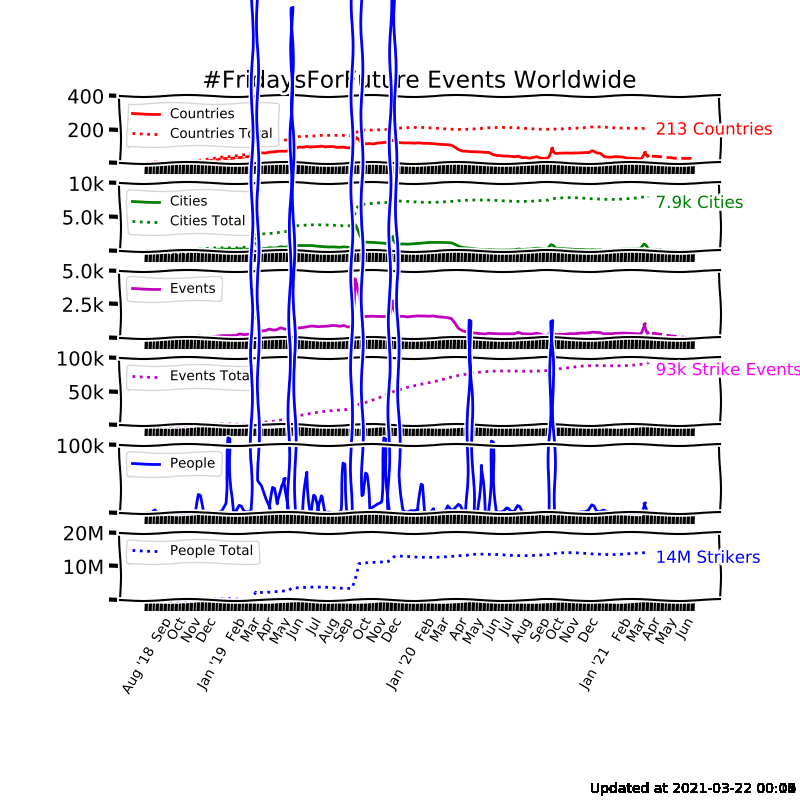 #FridaysForFuture Events Worldwide
400
200
Countries
Countries Total
213 Countries
10k
5.0k
Cities
Cities Total
7.9k Cities
5.0k
2.5k
Events
100k
50k
Events Total
93k Strike Events
100k
People
20M
10M
People Total
14M Strikers
Aug '18 Sep Oct Nov Dec Jan '19 Feb Mar Apr May Jun Jul Aug Sep Oct Nov Dec Jan '20 Feb Mar Apr May Jun Jul Aug Sep Oct Nov Dec Jan '21 Feb Mar Apr May Jun
Updated at 2021-03-22